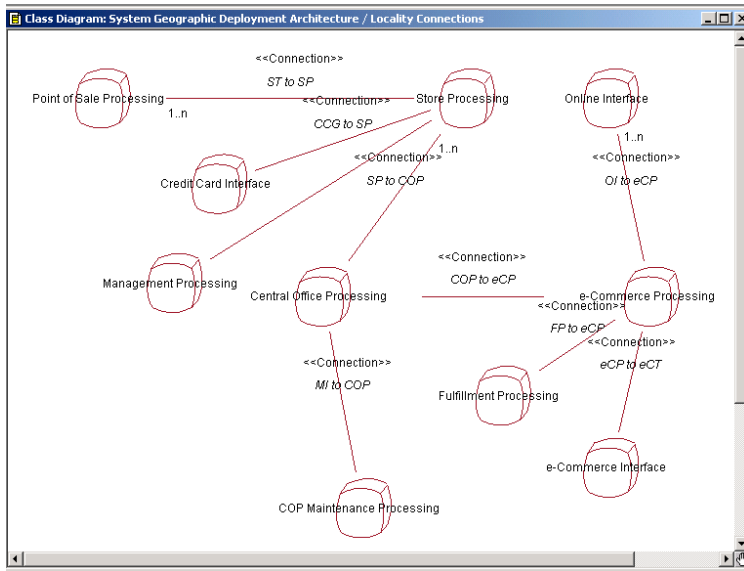 Class Diagram: System Geographic Deployment Architecture / Locality Connections
<<Connection>>
ST to SP
Point of Sale Processing
Store Processing
Online Interface
<<Connection>>
1..n
CCG to SP
1..n
1..n
<<Connection>>
<<Connection>>
Credit Card Interface
SP to COP
OI to eCP
<<Connection>>
COP to eCP
Management Processing
Central Office Processing
e-Commerce Processing
<<Connection>>
FP to eCP
<<Connection>>
<<Connection>>
MI to COP
eCP to eCT
Fulfillment Processing
e-Commerce Interface
COP Maintenance Processing